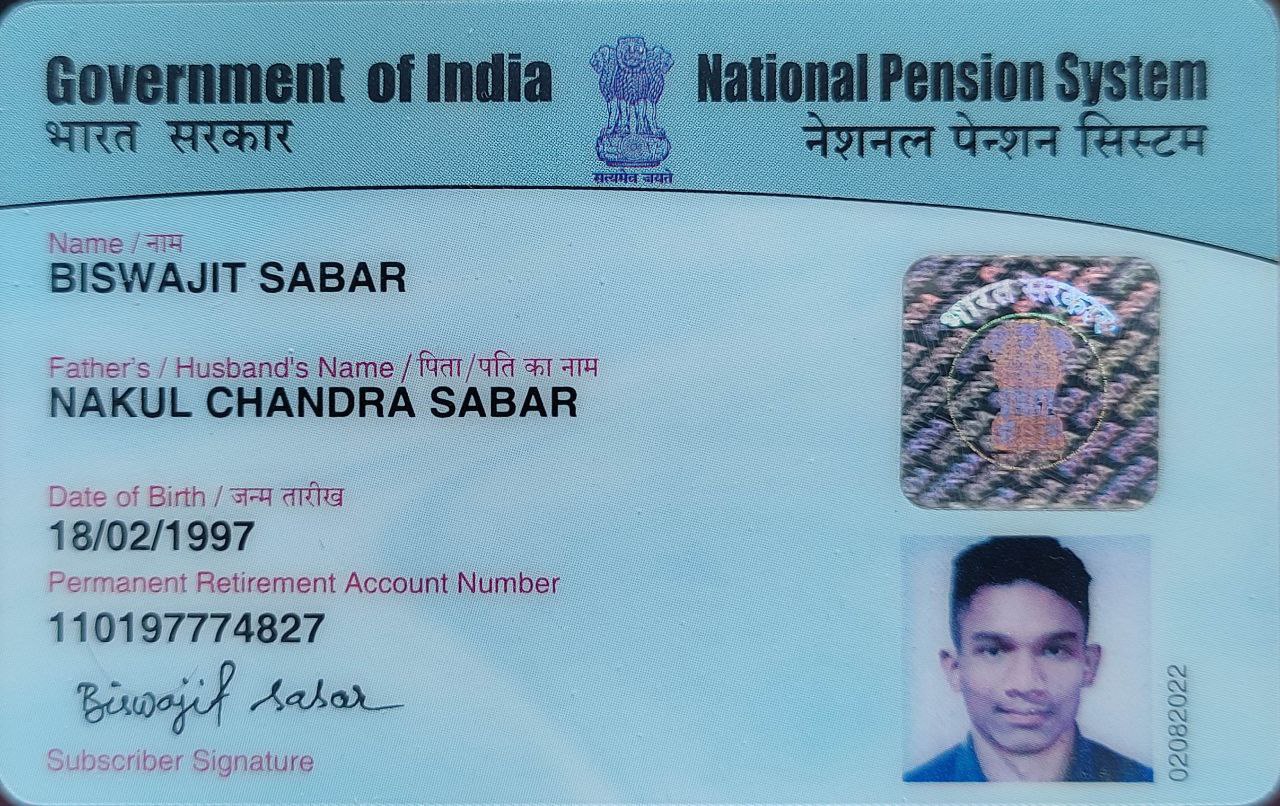 Government of India
भारत सरकार
सत्यमेव जयते
National Pension System
नेशनल पेन्शन सिस्टम
Name / नाम
BISWAJIT SABAR
Father's / Husband's Name / पिता/पति का नाम
NAKUL CHANDRA SABAR
Date of Birth / जन्म तारीख
18/02/1997
Permanent Retirement Account Number
110197774827
Biswajit Sabar
Subscriber Signature
भारत सरकार
02082022